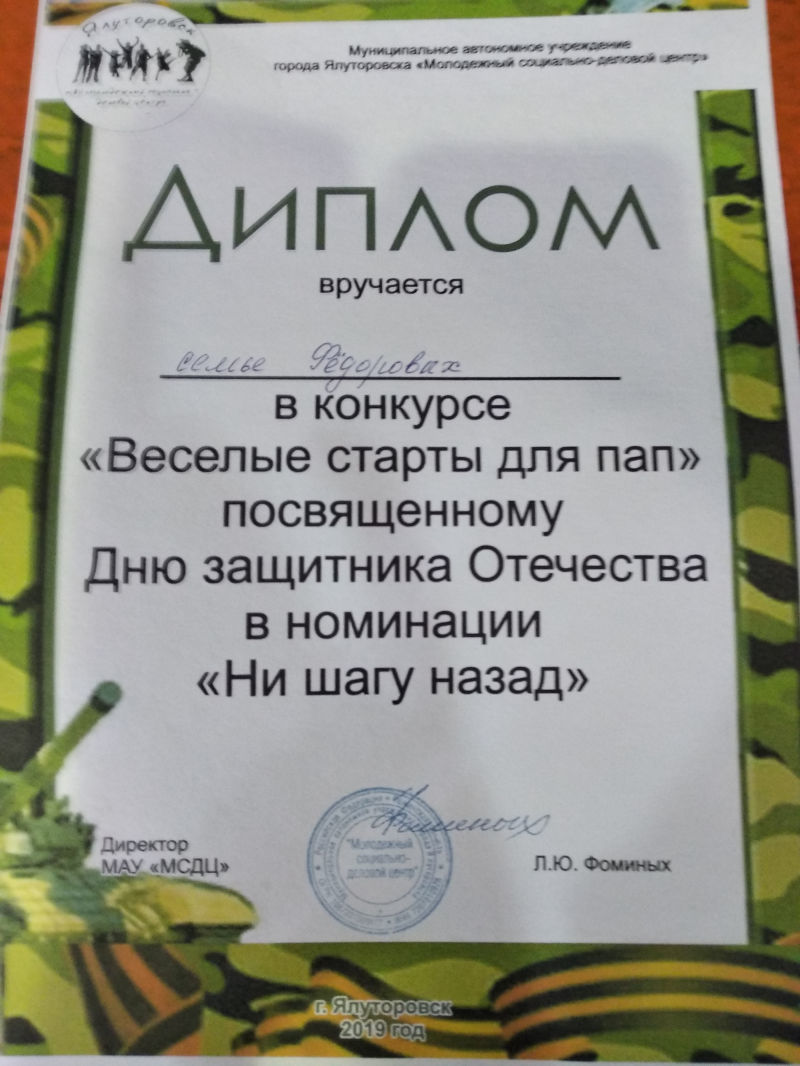 Ялуторовск
Муниципальное автономное учреждение
города Ялуторовска «Молодежный социально-деловой центр»
Диплом
вручается
семье Фёдоровых
в конкурсе
«Веселые старты для пап»
посвященному
Дню защитника Отечества
в номинации
«Ни шагу назад»
Директор
МАУ «МСДЦ»
"Молодежный
социально-
деловой центр"
Фоминых
Л.Ю. Фоминых
г. Ялуторовск
2019 год